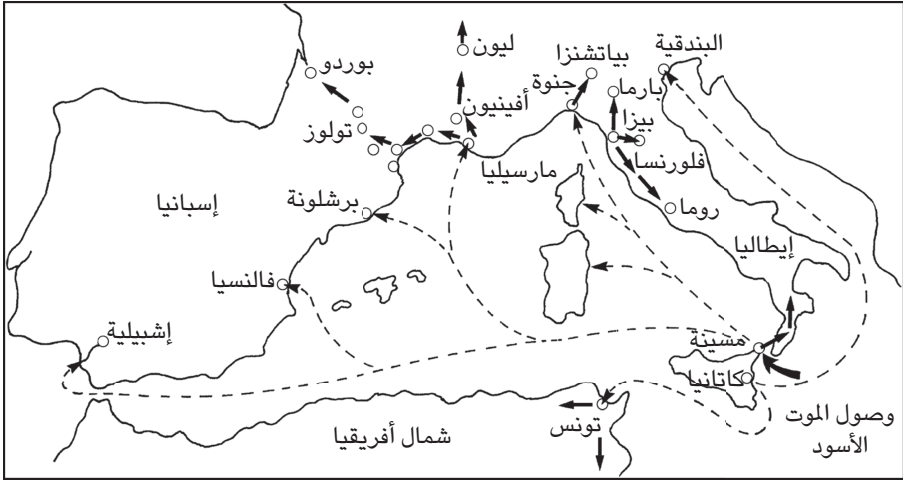 ليون
بياتشنزا
البندقية
بوردو
جنوة
بارما
أفينيون
تولوز
بيزا
فلورنسا
مارسيليا
إسبانيا
برشلونة
روما
إيطاليا
فالنسيا
إشبيلية
مسينة
كاتانيا
وصول الموت
الأسود
تونس
شمال أفريقيا